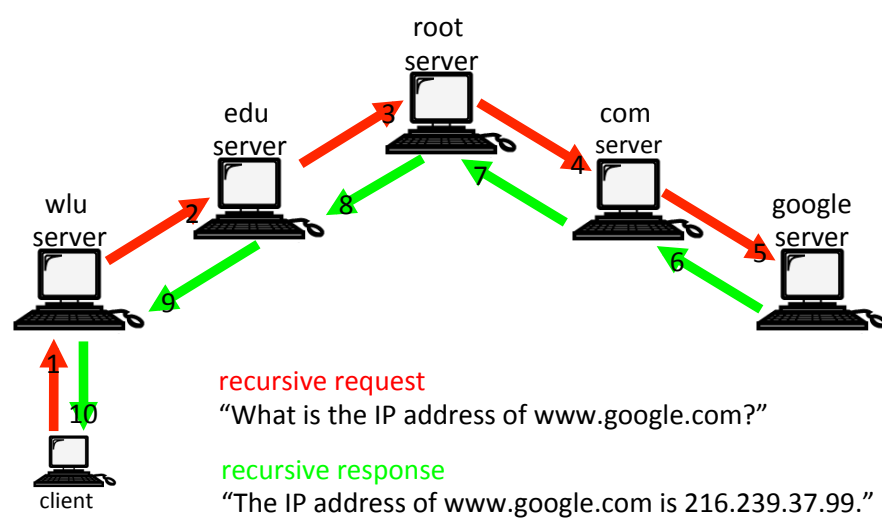 root
server
edu
server
com
server
wlu
server
google
server
3
4
2
8
7
5
6
9
1
10
client
recursive request
“What is the IP address of www.google.com?”
recursive response
“The IP address of www.google.com is 216.239.37.99.”